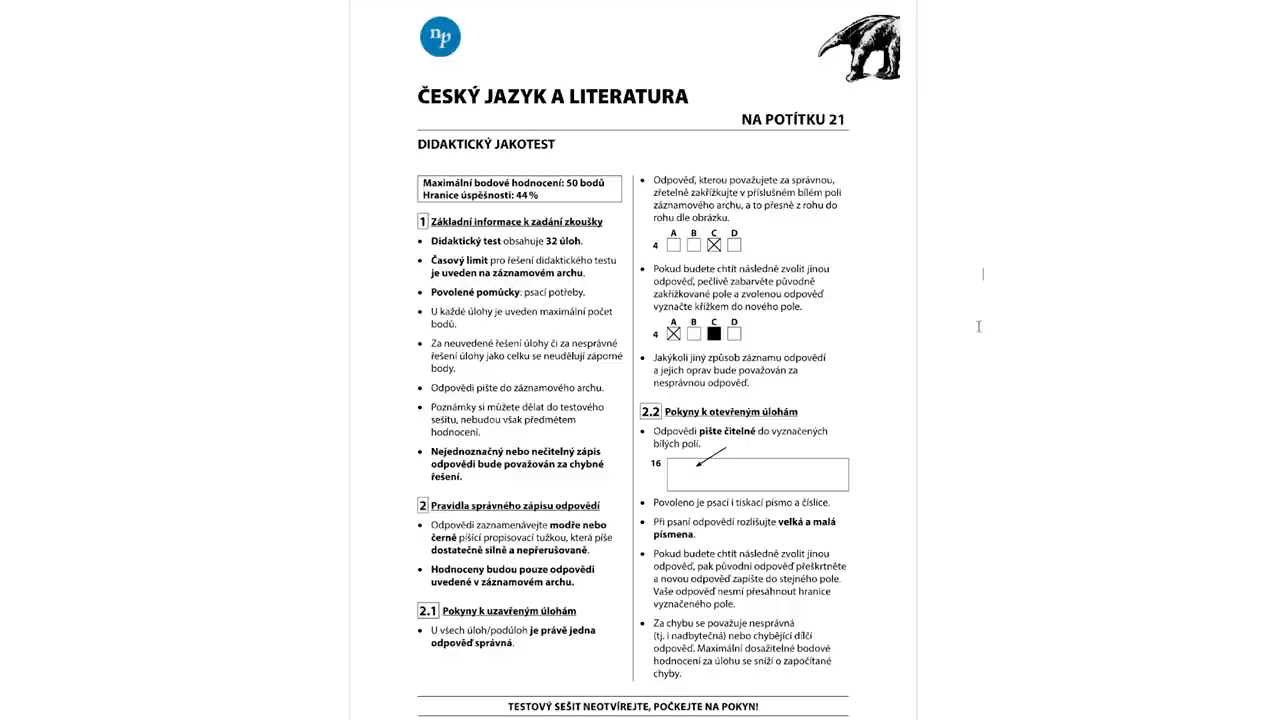 np
ČESKÝ JAZYK A LITERATURA
NA POTÍTKU 21
DIDAKTICKÝ JAKOTEST
Maximální bodové hodnocení: 50 bodů
Hranice úspěšnosti: 44 %
1 Základní informace k zadání zkoušky
• Didaktický test obsahuje 32 úloh.
• Časový limit pro řešení didaktického testu
je uveden na záznamovém archu.
• Povolené pomůcky: psací potřeby.
• U každé úlohy je uveden maximální počet
bodů.
• Za neuvedené řešení úlohy či za nesprávné
řešení úlohy jako celku se neudělují záporné
body.
• Odpovědi pište do záznamového archu.
• Poznámky si můžete dělat do testového
sešitu, nebudou však předmětem
hodnocení.
• Nejednoznačný nebo nečitelný zápis
odpovědi bude považován za chybné
řešení.
2 Pravidla správného zápisu odpovědí
• Odpovědi zaznamenávejte modře nebo
černě píšící propisovací tužkou, která píše
dostatečně silně a nepřerušovaně.
• Hodnoceny budou pouze odpovědi
uvedené v záznamovém archu.
2.1 Pokyny k uzavřeným úlohám
• U všech úloh/podúloh je právě jedna
odpověď správná.
• Odpověď, kterou považujete za správnou,
zřetelně zakřížkujte v příslušném bílém poli
záznamového archu, a to přesně z rohu do
rohu dle obrázku.
A B C D
4
• Pokud budete chtít následně zvolit jinou
odpověď, pečlivě zabarvěte původně
zakřížkované pole a zvolenou odpověď
vyznačte křížkem do nového pole.
A B C D
4
• Jakýkoli jiný způsob záznamu odpovědí
a jejich oprav bude považován za
nesprávnou odpověď.
2.2 Pokyny k otevřeným úlohám
• Odpovědi pište čitelně do vyznačených
bílých polí.
16
• Povoleno je psací i tiskací písmo a číslice.
• Při psaní odpovědí rozlišujte velká a malá
písmena.
• Pokud budete chtít následně zvolit jinou
odpověď, pak původní odpověď přeškrtněte
a novou odpověď zapište do stejného pole.
Vaše odpověď nesmí přesáhnout hranice
vyznačeného pole.
• Za chybu se považuje nesprávná
(tj. i nadbytečná) nebo chybějící dílčí
odpověď. Maximální dosažitelné bodové
hodnocení za úlohu se sníží o započítané
chyby.
TESTOVÝ SEŠIT NEOTVÍREJTE, POČKEJTE NA POKYN!